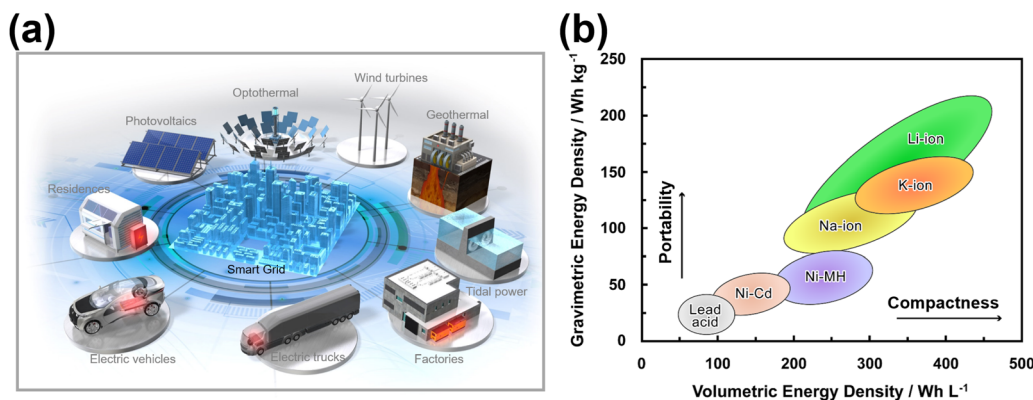 (a)
Wind turbines
Optothermal
Geothermal
Photovoltaics
Residences
Smart Grid
Tidal power
Electric vehicles
Electric trucks
Factories
(b)
Gravimetric Energy Density / Wh kg⁻¹
250
200
150
100
50
0
Portability
Li-ion
K-ion
Na-ion
Ni-MH
Ni-Cd
Lead
acid
Compactness
0
100
200
300
400
500
Volumetric Energy Density / Wh L⁻¹